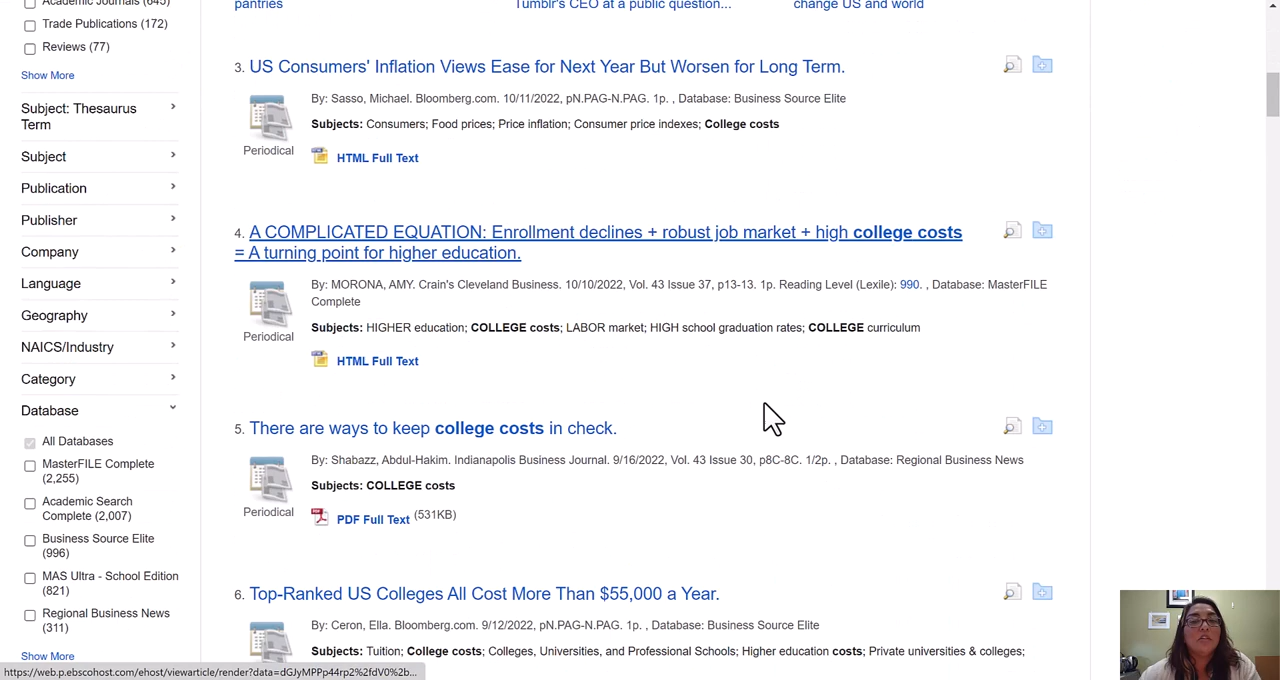 Academic Journals (645)
Trade Publications (172)
Reviews (77)
Show More
Subject: Thesaurus
Term
Subject
Publication
Publisher
Company
Language
Geography
NAICS/Industry
Category
Database
All Databases
MasterFILE Complete
(2,255)
Academic Search
Complete (2,007)
Business Source Elite
(996)
MAS Ultra - School Edition
(821)
Regional Business News
(311)
Show More
pantries
Tumblr's CEO at a public question...
change US and world
3. US Consumers' Inflation Views Ease for Next Year But Worsen for Long Term.
By: Sasso, Michael. Bloomberg.com. 10/11/2022, pN.PAG-N.PAG. 1p. , Database: Business Source Elite
Subjects: Consumers; Food prices; Price inflation; Consumer price indexes; College costs
Periodical
HTML Full Text
4. A COMPLICATED EQUATION: Enrollment declines + robust job market + high college costs
= A turning point for higher education.
By: MORONA, AMY. Crain's Cleveland Business. 10/10/2022, Vol. 43 Issue 37, p13-13. 1p. Reading Level (Lexile): 990. , Database: MasterFILE
Complete
Subjects: HIGHER education; COLLEGE costs; LABOR market; HIGH school graduation rates; COLLEGE curriculum
Periodical
HTML Full Text
5. There are ways to keep college costs in check.
By: Shabazz, Abdul-Hakim. Indianapolis Business Journal. 9/16/2022, Vol. 43 Issue 30, p8C-8C. 1/2p. , Database: Regional Business News
Subjects: COLLEGE costs
Periodical
PDF Full Text (531KB)
6. Top-Ranked US Colleges All Cost More Than $55,000 a Year.
By: Ceron, Ella. Bloomberg.com. 9/12/2022, pN.PAG-N.PAG. 1p. , Database: Business Source Elite
Subjects: Tuition; College costs; Colleges, Universities, and Professional Schools; Higher education costs; Private universities & colleges;
https://web.p.ebscohost.com/ehost/viewarticle/render?data=dGJyMPPp44rp2%2fdV0%2b...